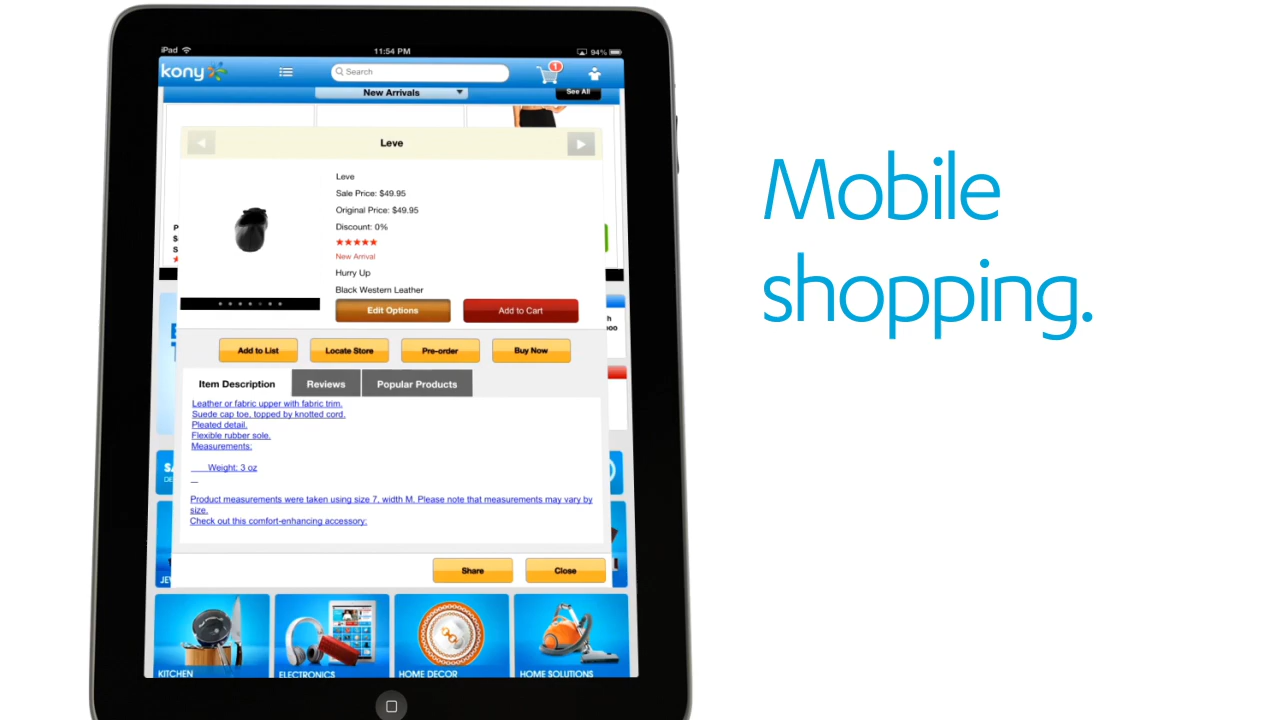 iPad
11:54 PM
94%
kony
Search
1
New Arrivals
See All
Leve
Leve
Sale Price: $49.95
Original Price: $49.95
Discount: 0%
New Arrival
Hurry Up
Black Western Leather
Edit Options
Add to Cart
Add to List
Locate Store
Pre-order
Buy Now
Item Description
Reviews
Popular Products
Leather or fabric upper with fabric trim.
Suede cap toe, topped by knotted cord.
Pleated detail.
Flexible rubber sole.
Measurements:
Weight: 3 oz
Product measurements were taken using size 7, width M. Please note that measurements may vary by
size.
Check out this comfort-enhancing accessory:
Share
Close
KITCHEN
ELECTRONICS
HOME DECOR
HOME SOLUTIONS
Mobile
shopping.